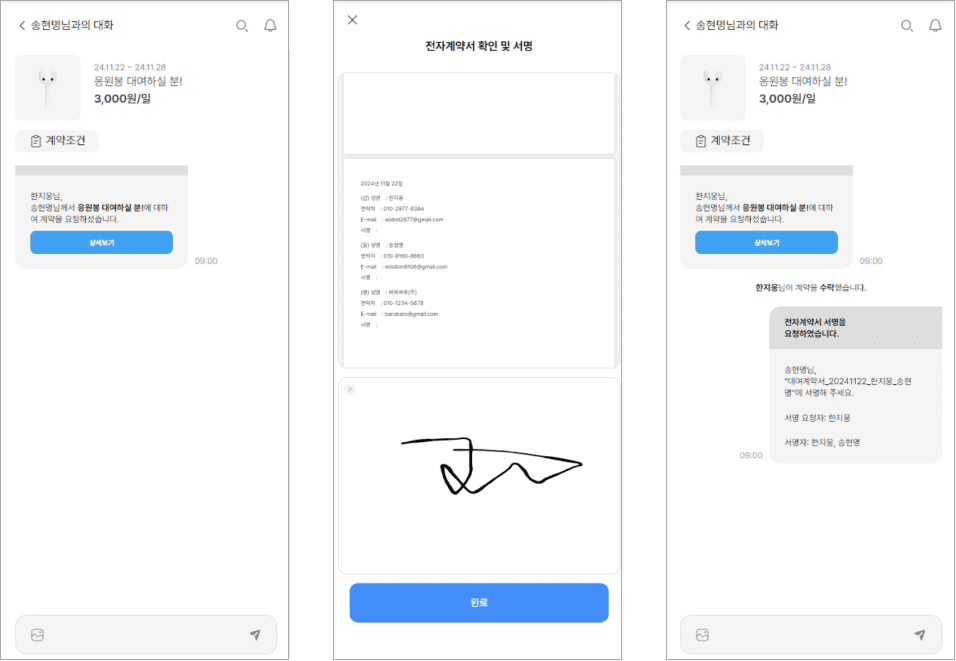 송현명님과의 대화
24.11.22 ~ 24.11.28
응원봉 대여하실 분!
3,000원/일
계약조건
한지웅님,
송현명님께서 응원봉 대여하실 분!에 대하
여 계약을 요청하셨습니다.
상세보기
09:00
전자계약서 확인 및 서명
2024년 11월 22일
(갑) 성명 : 한지웅
연락처 : 010-2977-8384
E-mail : widnd2977@gmail.com
서명 :
(을) 성명 : 송현명
연락처 : 010-9160-8663
E-mail : wisdom9106@gmail.com
서명 :
(병) 성명 : 바로바로(주)
연락처 : 010-1234-5678
E-mail : barobaro@gmail.com
서명 :
완료
송현명님과의 대화
24.11.22 ~ 24.11.28
응원봉 대여하실 분!
3,000원/일
계약조건
한지웅님,
송현명님께서 응원봉 대여하실 분!에 대하
여 계약을 요청하셨습니다.
상세보기
09:00
한지웅님이 계약을 수락했습니다.
전자계약서 서명을
요청하였습니다.
송현명님,
"대여계약서_20241122_한지웅_송현
명"에 서명해 주세요.
서명 요청자: 한지웅
서명자: 한지웅, 송현명
09:00